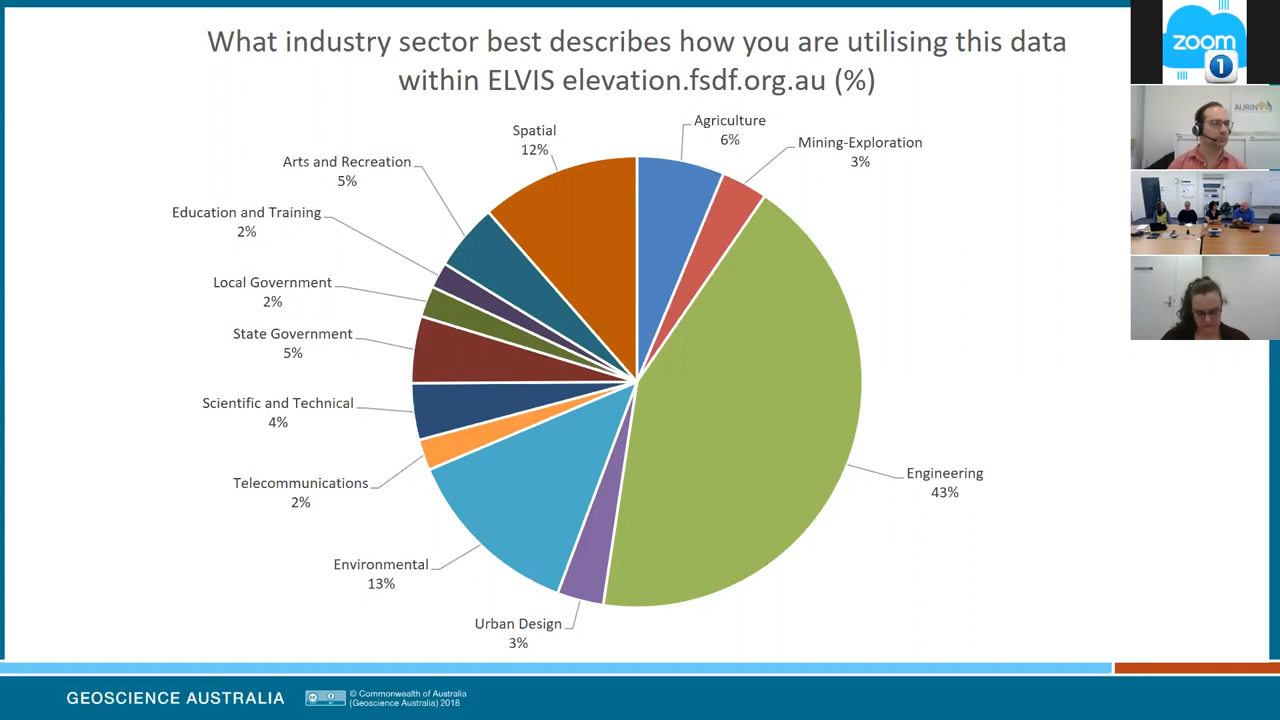 What industry sector best describes how you are utilising this data
within ELVIS elevation.fsdf.org.au (%)
zoom
1
AURIN
Agriculture
6%
Mining-Exploration
3%
Spatial
12%
Arts and Recreation
5%
Education and Training
2%
Local Government
2%
State Government
5%
Scientific and Technical
4%
Telecommunications
2%
Environmental
13%
Urban Design
3%
Engineering
43%
GEOSCIENCE AUSTRALIA
© Commonwealth of Australia
(Geoscience Australia) 2018